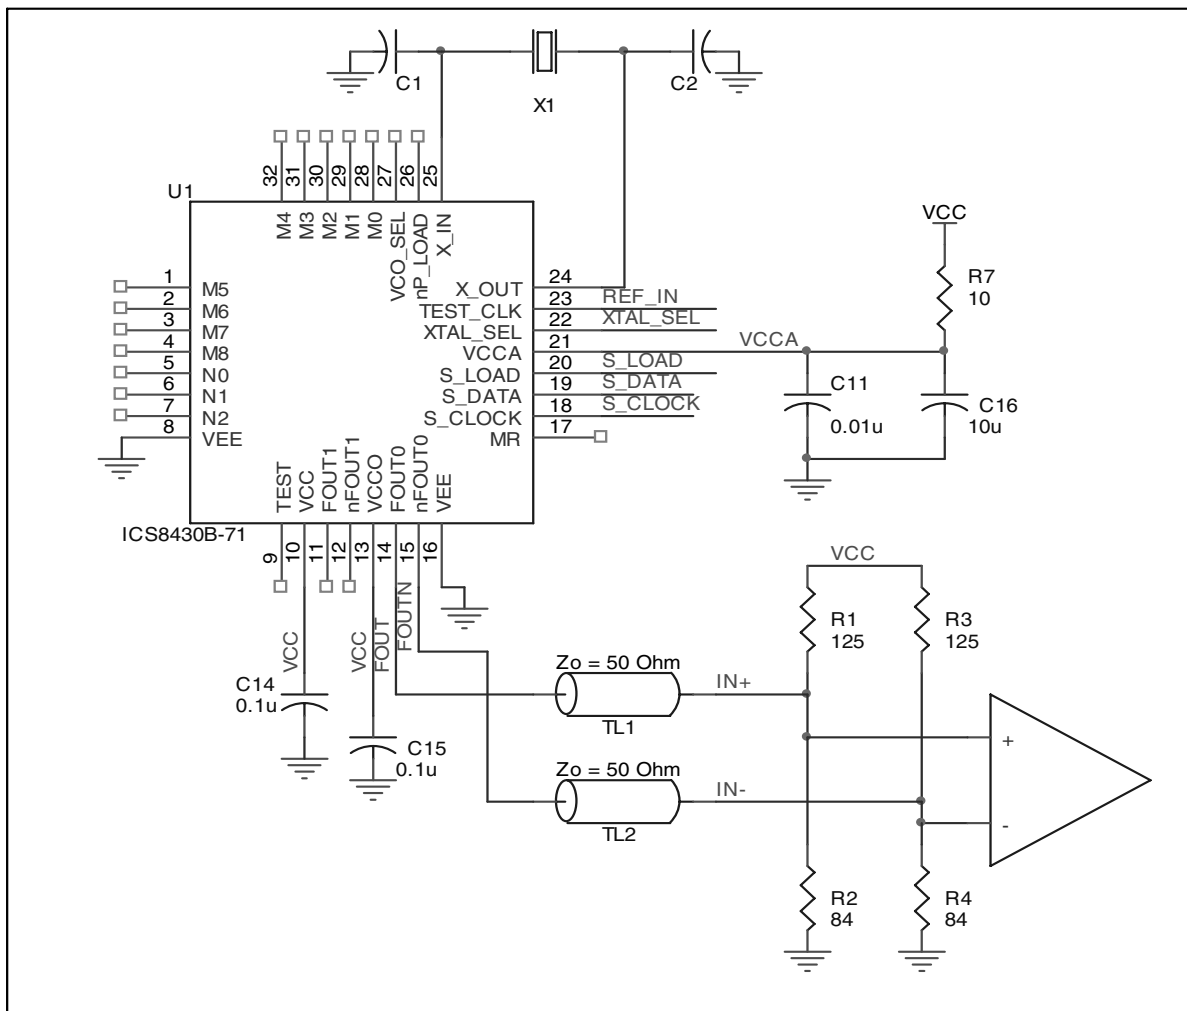 C1
X1
C2
U1
32
31
30
29
28
27
26
25
M4
M3
M2
M1
M0
VCO_SEL
nP_LOAD
X_IN
1
2
3
4
5
6
7
8
M5
M6
M7
M8
N0
N1
N2
VEE
X_OUT
TEST_CLK
XTAL_SEL
VCCA
S_LOAD
S_DATA
S_CLOCK
MR
24
23
22
21
20
19
18
17
REF_IN
XTAL_SEL
VCCA
S_LOAD
S_DATA
S_CLOCK
VCC
R7
10
C11
0.01u
C16
10u
TEST
VCC
FOUT1
nFOUT1
VCCO
FOUT0
nFOUT0
VEE
ICS8430B-71
9
10
11
12
13
14
15
16
VCC
VCC
FOUT
FOUTN
C14
0.1u
C15
0.1u
Zo = 50 Ohm
TL1
Zo = 50 Ohm
TL2
IN+
IN-
VCC
R1
125
R3
125
+
-
R2
84
R4
84